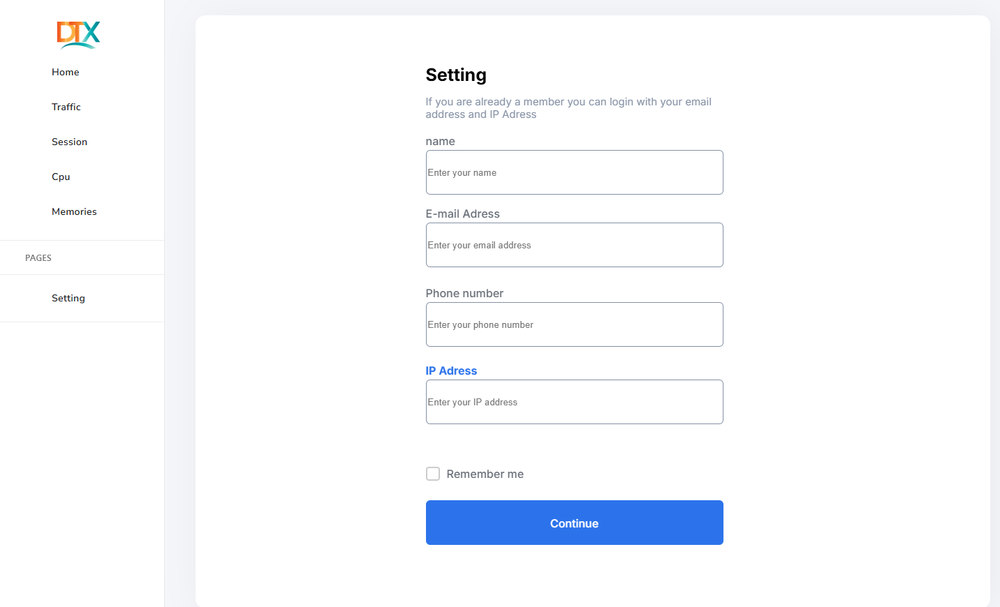 DTX
Home
Traffic
Session
Cpu
Memories
PAGES
Setting
Setting
If you are already a member you can login with your email
address and IP Adress
name
Enter your name
E-mail Adress
Enter your email address
Phone number
Enter your phone number
IP Adress
Enter your IP address
Remember me
Continue